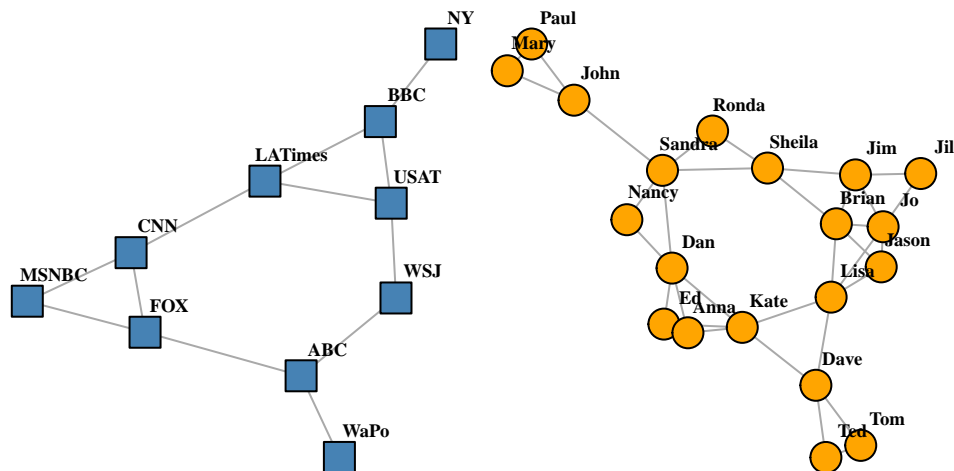 NY
Paul
Mary
John
BBC
Ronda
Sandra
Sheila
Jim
Jil
LATimes
USAT
Nancy
Brian
Jo
CNN
Dan
Jason
MSNBC
WSJ
Lisa
FOX
Ed
Anna
Kate
ABC
Dave
WaPo
Ted
Tom